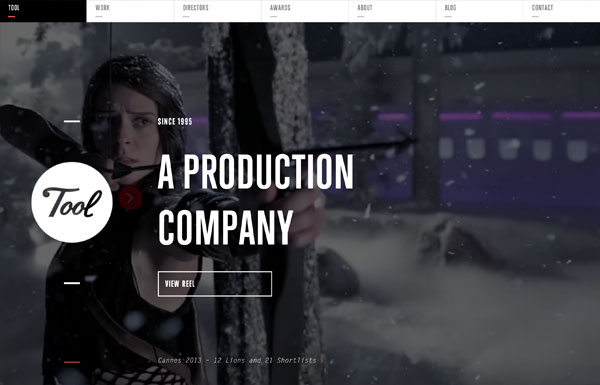 TOOL
WORK
DIRECTORS
AWARDS
ABOUT
BLOG
CONTACT
SINCE 1995
A PRODUCTION
COMPANY
Tool
VIEW REEL
Cannes 2013 - 12 Lions and 21 Shortlists